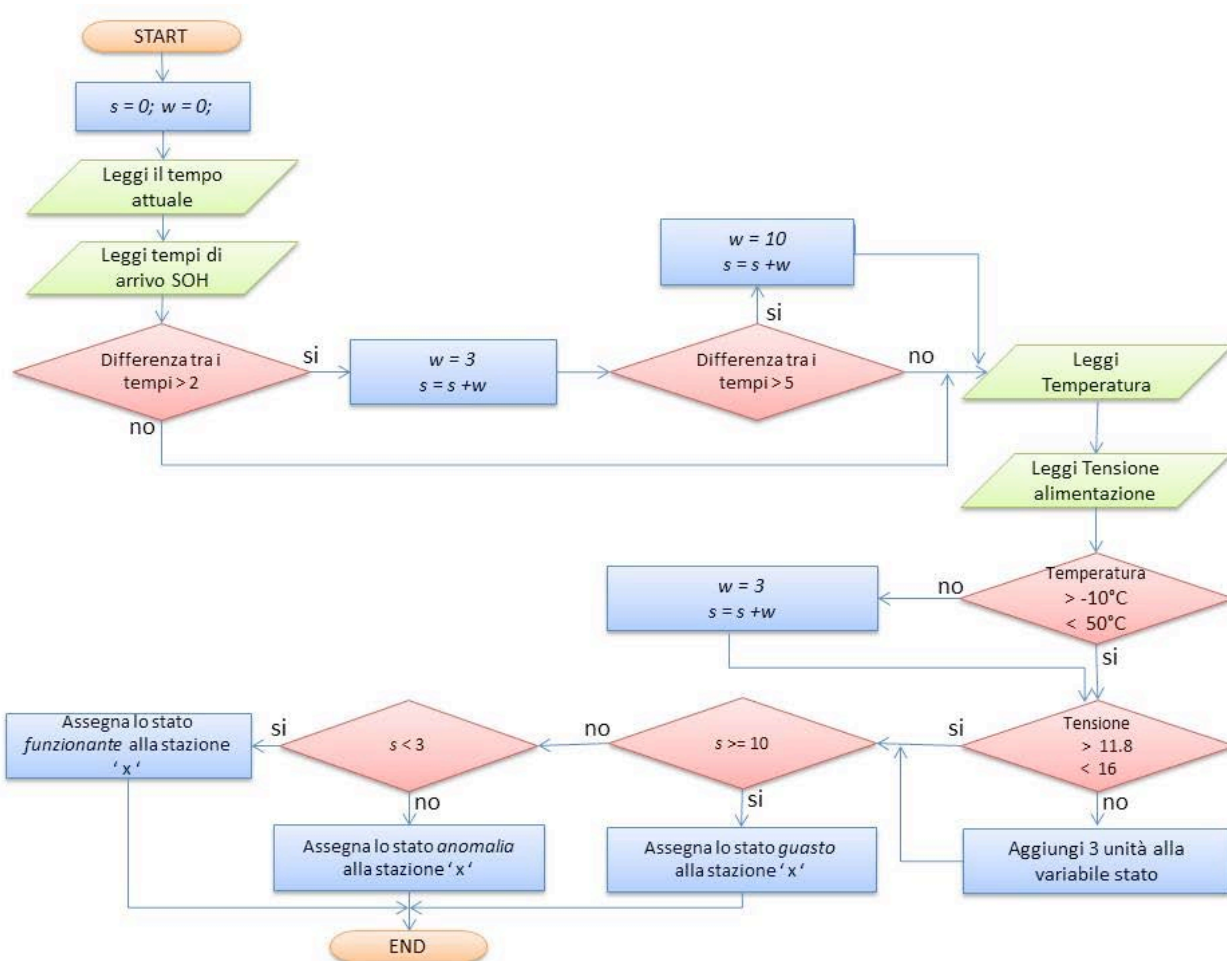 START
s = 0; w = 0;
Leggi il tempo
attuale
Leggi tempi di
arrivo SOH
Differenza tra i
tempi > 2
si
no
w = 3
s = s +w
Differenza tra i
tempi > 5
si
no
w = 10
s = s +w
Leggi
Temperatura
Leggi Tensione
alimentazione
Temperatura
> -10°C
< 50°C
no
si
w = 3
s = s +w
Tensione
> 11.8
< 16
si
no
Aggiungi 3 unità alla
variabile stato
s >= 10
no
si
Assegna lo stato guasto
alla stazione ‘ x ‘
s < 3
si
no
Assegna lo stato anomalia
alla stazione ‘ x ‘
Assegna lo stato
funzionante alla stazione
‘ x ‘
END